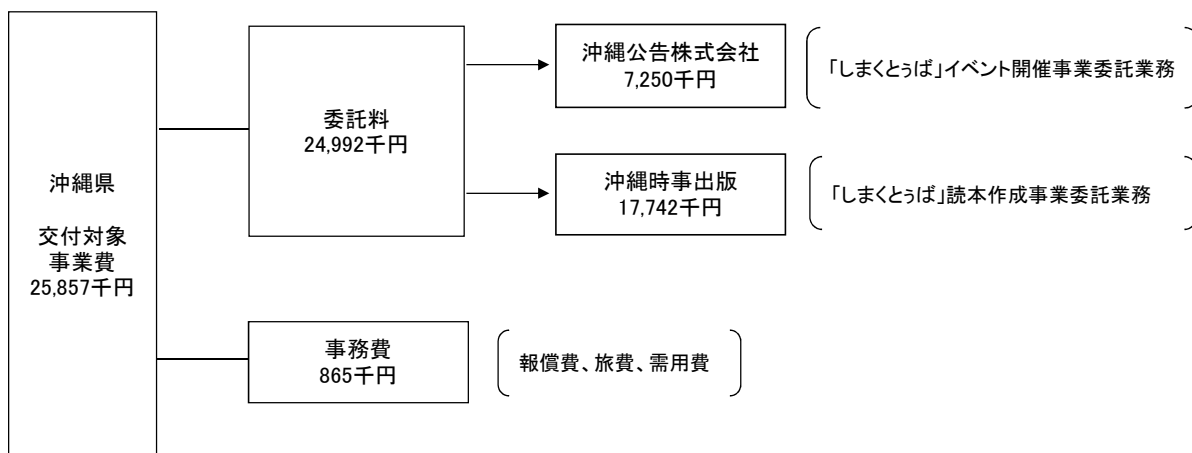 沖縄県
交付対象
事業費
25,857千円
委託料
24,992千円
沖縄公告株式会社
7,250千円
「しまくとぅば」イベント開催事業委託業務
沖縄時事出版
17,742千円
「しまくとぅば」読本作成事業委託業務
事務費
865千円
報償費、旅費、需用費